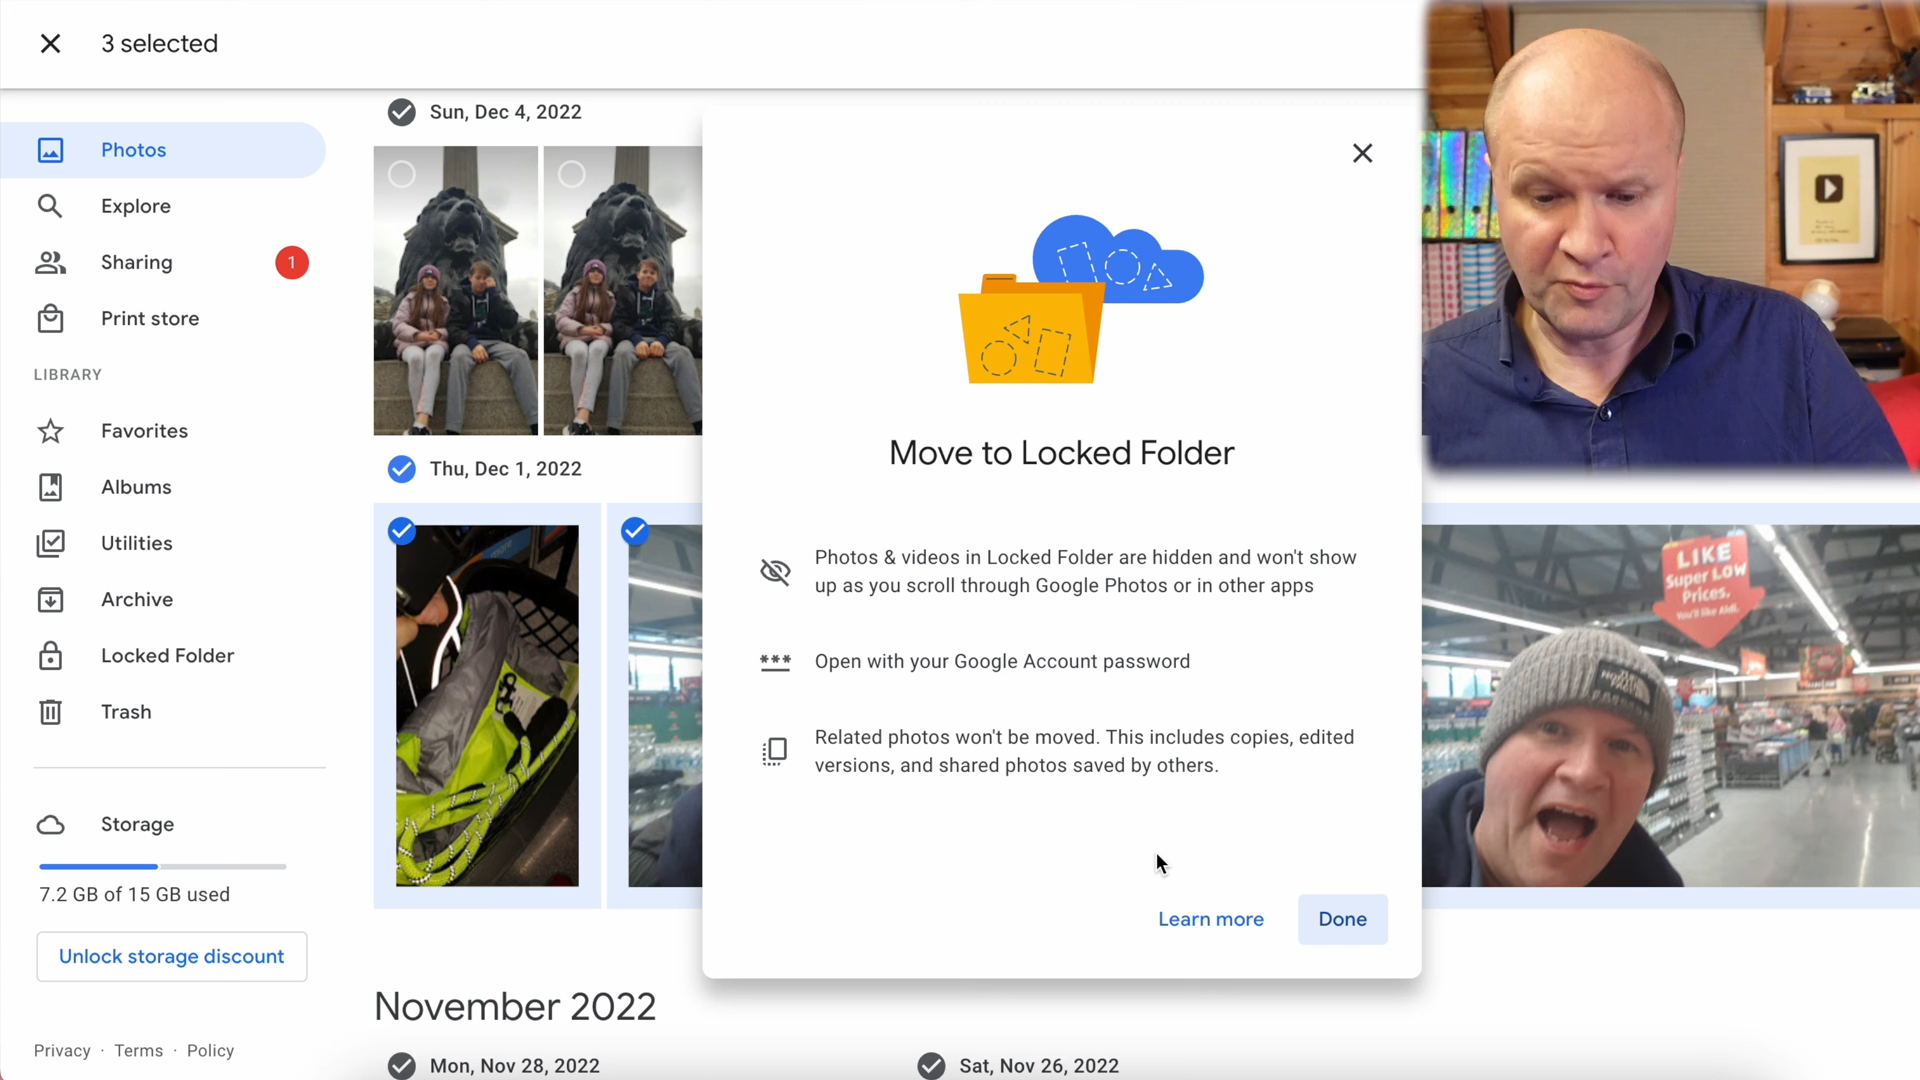 3 selected
Photos
Explore
Sharing
1
Print store
LIBRARY
Favorites
Albums
Utilities
Archive
Locked Folder
Trash
Storage
7.2 GB of 15 GB used
Unlock storage discount
Privacy · Terms · Policy
Sun, Dec 4, 2022
Thu, Dec 1, 2022
November 2022
Mon, Nov 28, 2022
Sat, Nov 26, 2022
Move to Locked Folder
Photos & videos in Locked Folder are hidden and won't show
up as you scroll through Google Photos or in other apps
*** Open with your Google Account password
Related photos won't be moved. This includes copies, edited
versions, and shared photos saved by others.
Learn more
Done
LIKE
Super LOW
Prices.
You'll like Aldi.